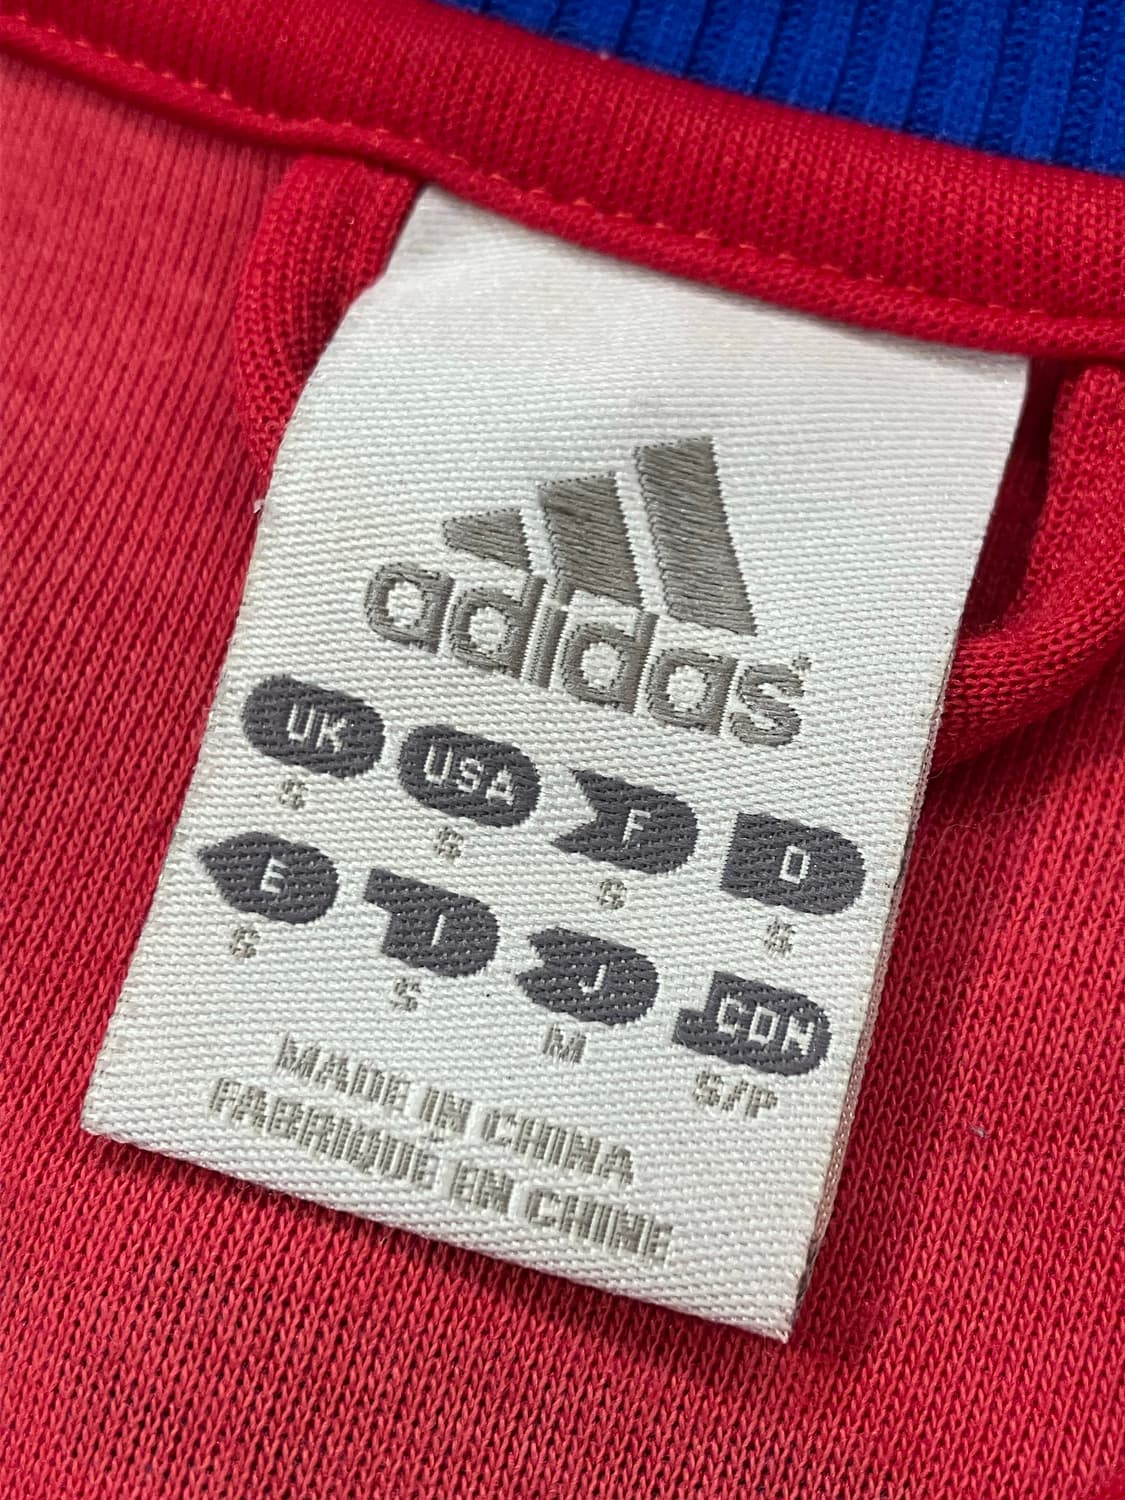 adidas
UK USA F D
S S S S
E I J CDN
S S M S/P
MADE IN CHINA
FABRIQUE EN CHINE